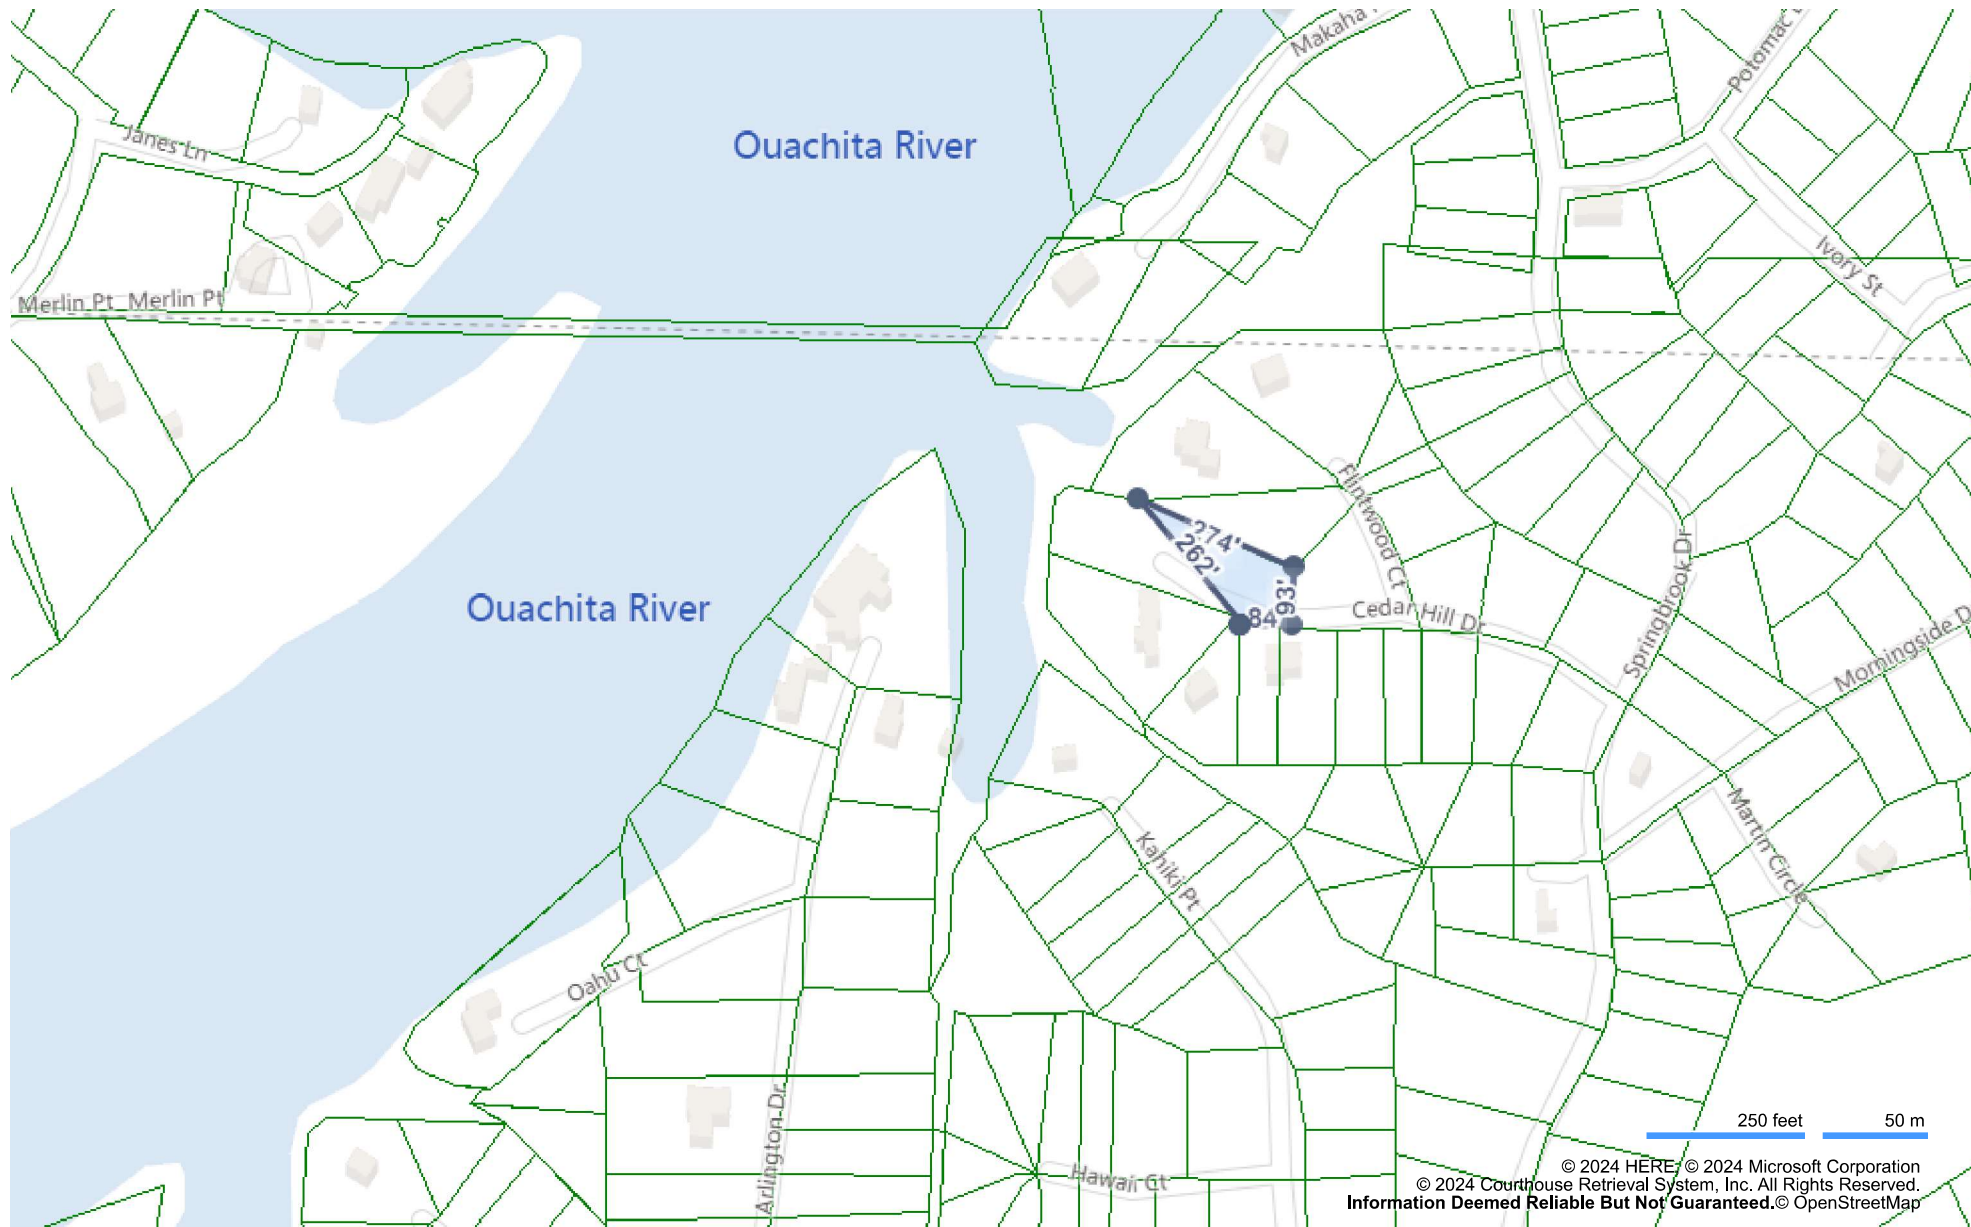 Makaha
Potomac
Janes Ln
Ouachita River
Ivory St
Merlin Pt Merlin Pt
Flintwood Ct
274'
262'
93'
84
Cedar Hill Dr
Springbrook Dr
Ouachita River
Morningside D
Martin Circle
Kahiki Pt
Oahu Ct
Arlington Dr
Hawaii Ct
250 feet 50 m
© 2024 HERE, © 2024 Microsoft Corporation
© 2024 Courthouse Retrieval System, Inc. All Rights Reserved.
Information Deemed Reliable But Not Guaranteed.© OpenStreetMap